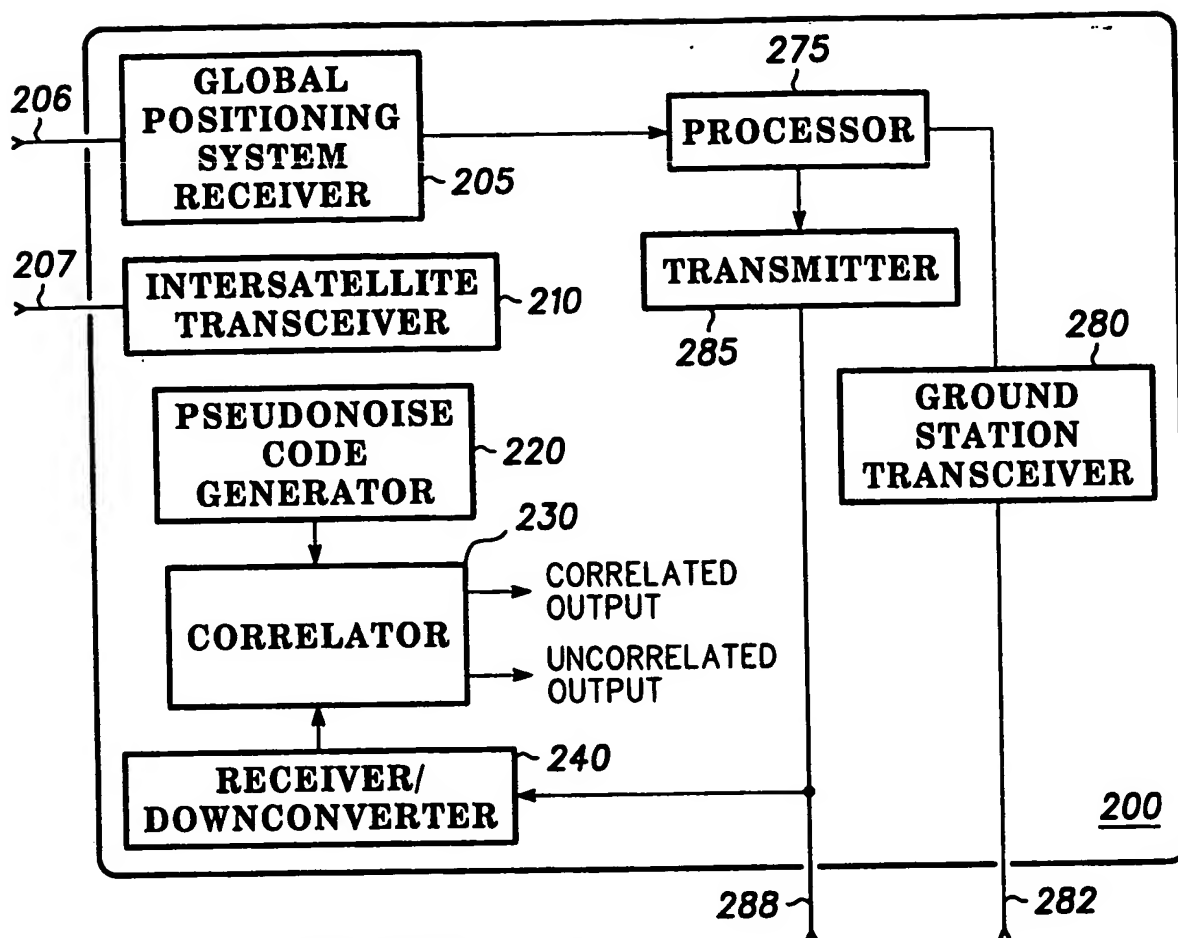 206
GLOBAL
POSITIONING
SYSTEM
RECEIVER
205
275
PROCESSOR
207
INTERSATELLITE
TRANSCEIVER
210
TRANSMITTER
285
280
GROUND
STATION
TRANSCEIVER
PSEUDONOISE
CODE
GENERATOR
220
230
CORRELATOR
CORRELATED
OUTPUT
UNCORRELATED
OUTPUT
240
RECEIVER/
DOWNCONVERTER
200
288
282